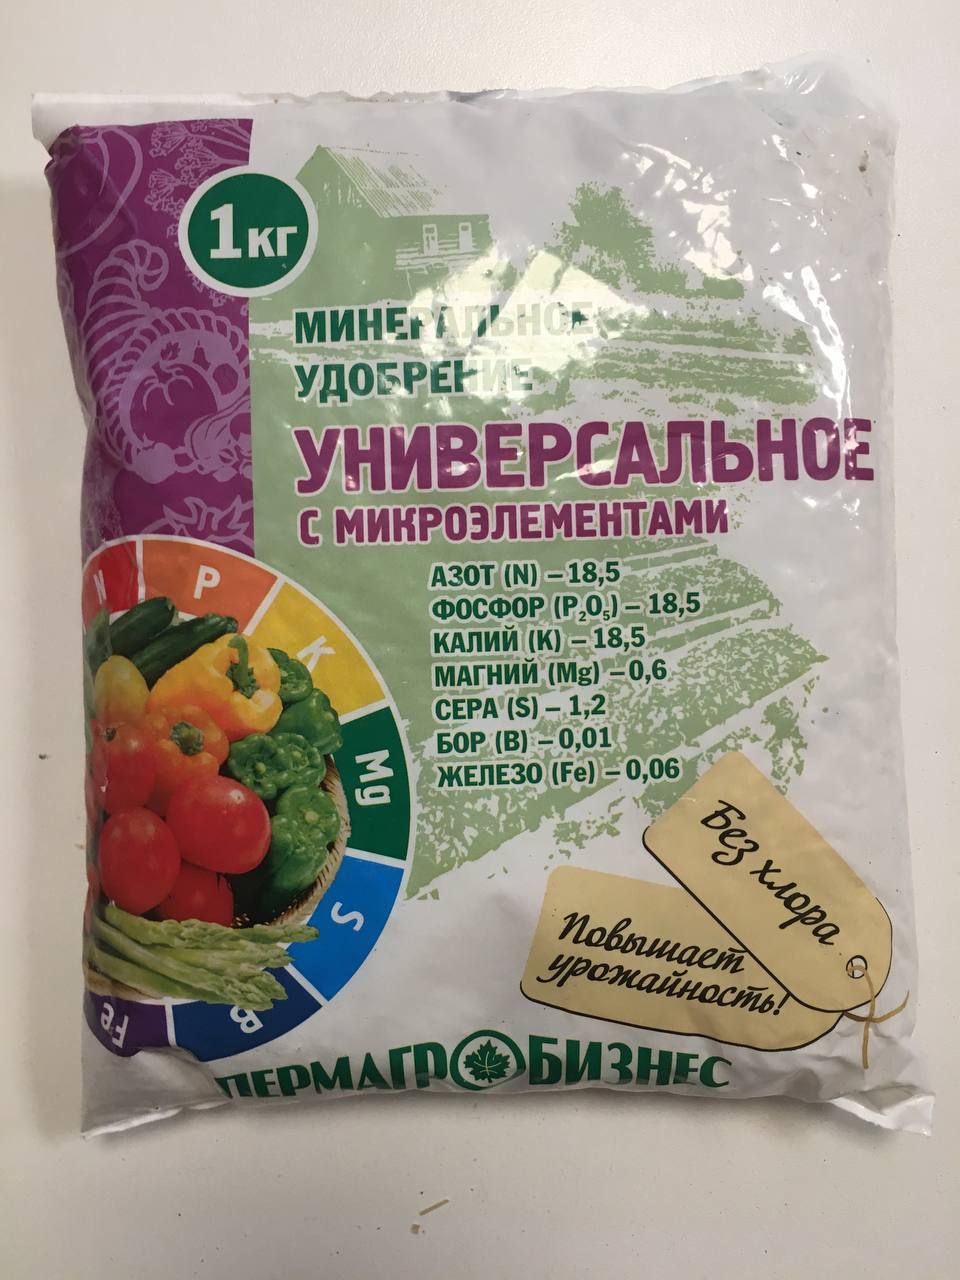 1кг
МИНЕРАЛЬНОЕ
УДОБРЕНИЕ
УНИВЕРСАЛЬНОЕ
С МИКРОЭЛЕМЕНТАМИ
АЗОТ (N) – 18,5
ФОСФОР (P₂O₅) – 18,5
КАЛИЙ (K) – 18,5
МАГНИЙ (Mg) – 0,6
СЕРА (S) – 1,2
БОР (B) – 0,01
ЖЕЛЕЗО (Fe) – 0,06
N
P
K
Mg
S
B
Fe
Без хлора
Повышает
урожайность!
ПЕРМАГРОБИЗНЕС